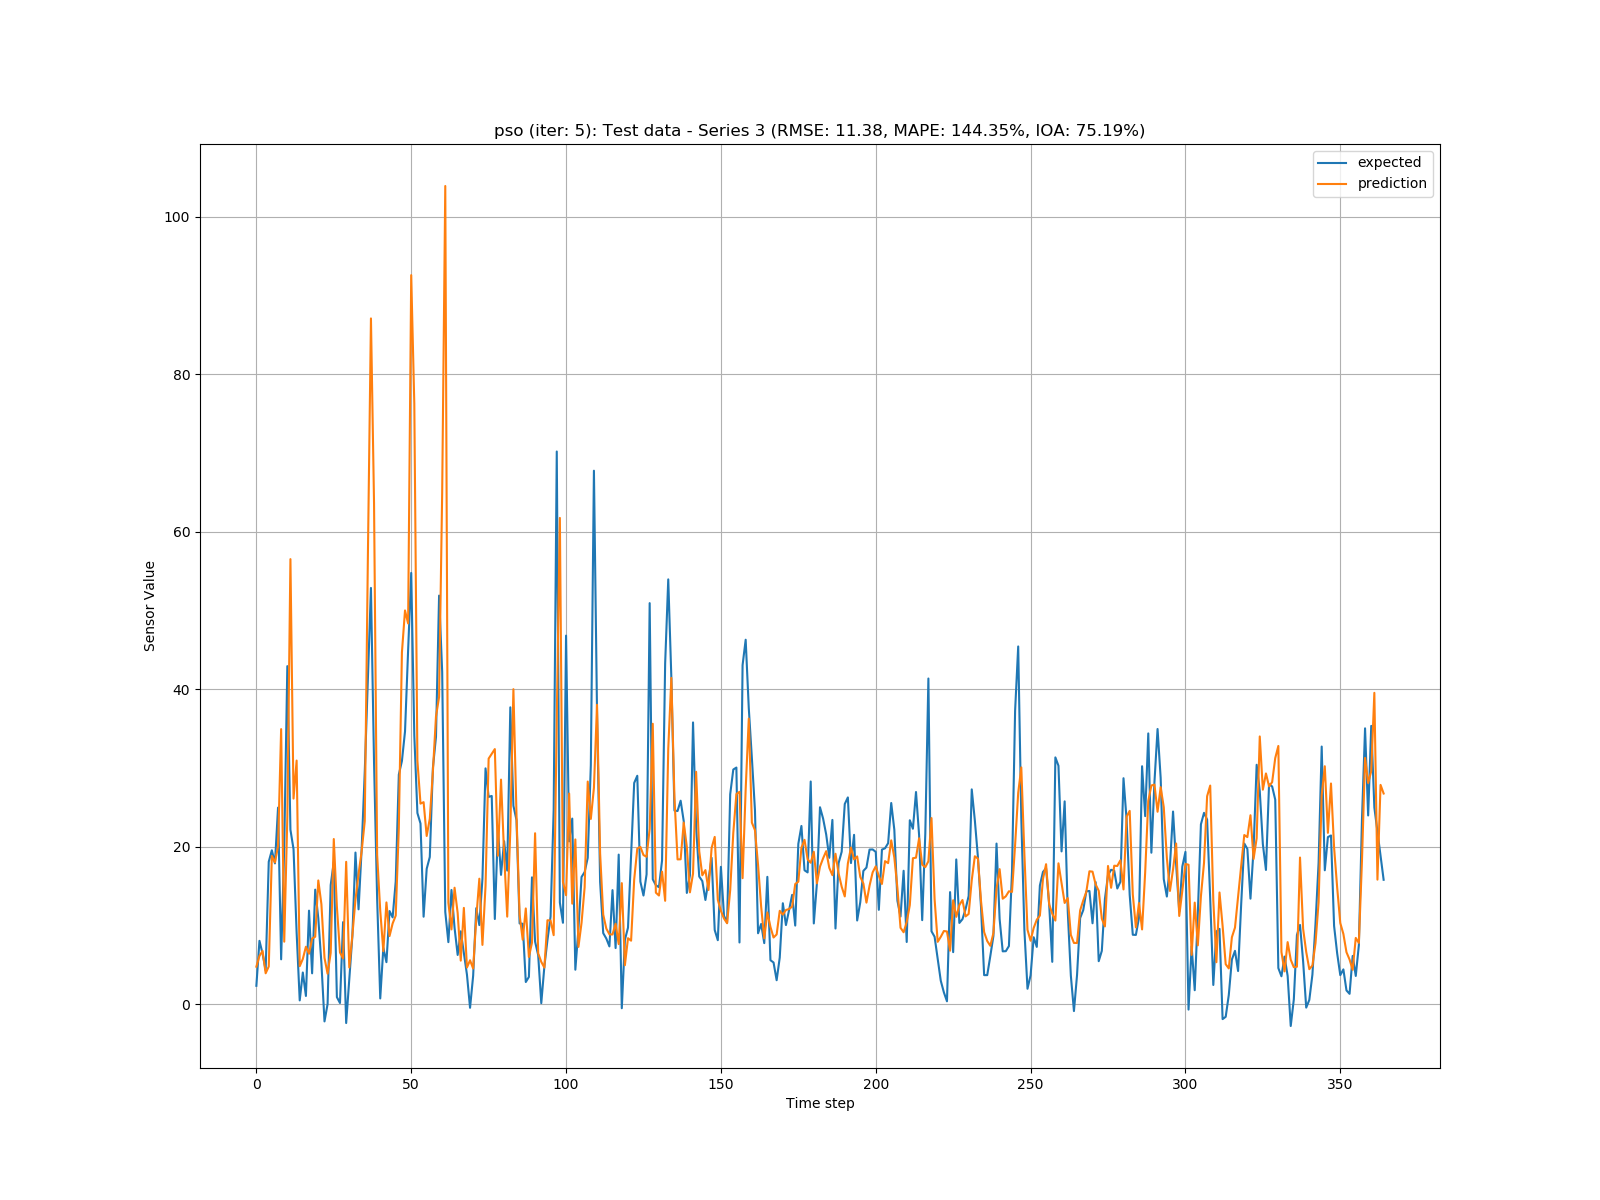 pso (iter: 5): Test data - Series 3 (RMSE: 11.38, MAPE: 144.35%, IOA: 75.19%)
expected
prediction
100
80
60
40
20
0
Sensor Value
0 50 100 150 200 250 300 350
Time step